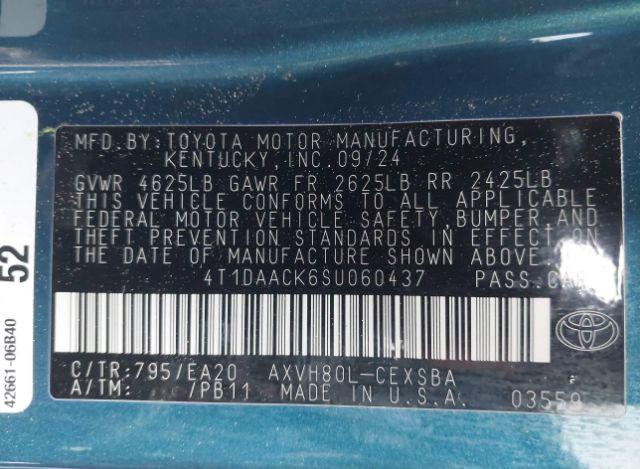 MFD.BY:TOYOTA MOTOR MANUFACTURING,
KENTUCKY,INC.09/24
GVWR 4625LB GAWR FR 2625LB RR 2425LB
THIS VEHICLE CONFORMS TO ALL APPLICABLE
FEDERAL MOTOR VEHICLE SAFETY,BUMPER AND
THEFT PREVENTION STANDARDS IN EFFECT ON
THE DATE OF MANUFACTURE SHOWN ABOVE.
4T1DAACK6SU060437 PASS.CAR
C/TR:795/EA20 AXVH80L-CEXSBA
A/TM: /PB11 MADE IN U.S.A. 03559
52
42661-06B40